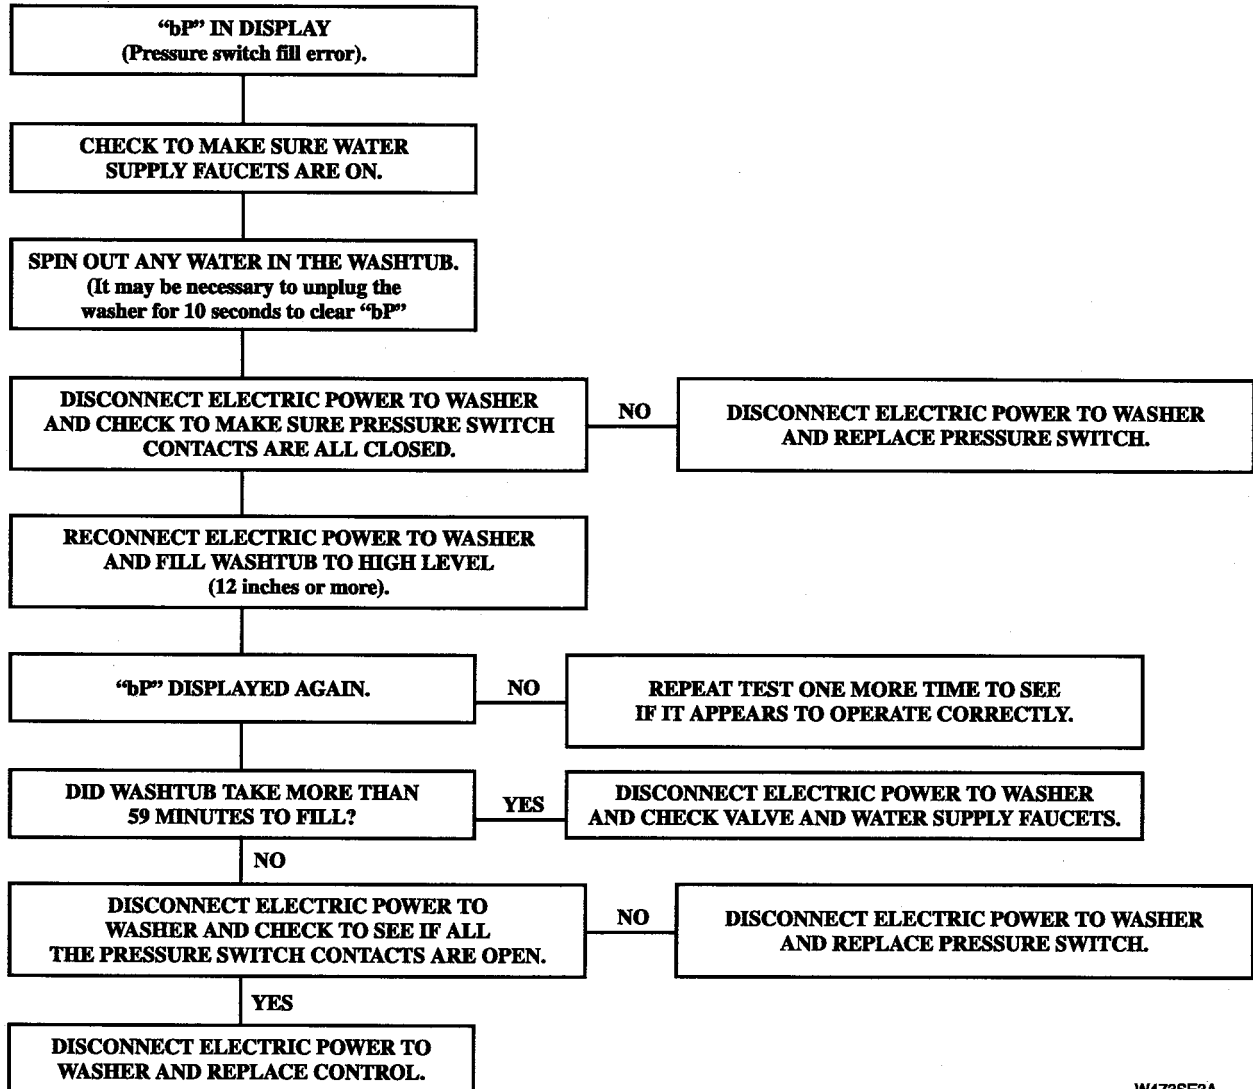 “bP” IN DISPLAY
(Pressure switch fill error).
CHECK TO MAKE SURE WATER
SUPPLY FAUCETS ARE ON.
SPIN OUT ANY WATER IN THE WASHTUB.
(It may be necessary to unplug the
washer for 10 seconds to clear “bP”
DISCONNECT ELECTRIC POWER TO WASHER
AND CHECK TO MAKE SURE PRESSURE SWITCH
CONTACTS ARE ALL CLOSED.
NO
DISCONNECT ELECTRIC POWER TO WASHER
AND REPLACE PRESSURE SWITCH.
RECONNECT ELECTRIC POWER TO WASHER
AND FILL WASHTUB TO HIGH LEVEL
(12 inches or more).
“bP” DISPLAYED AGAIN.
NO
REPEAT TEST ONE MORE TIME TO SEE
IF IT APPEARS TO OPERATE CORRECTLY.
DID WASHTUB TAKE MORE THAN
59 MINUTES TO FILL?
YES
DISCONNECT ELECTRIC POWER TO WASHER
AND CHECK VALVE AND WATER SUPPLY FAUCETS.
NO
DISCONNECT ELECTRIC POWER TO
WASHER AND CHECK TO SEE IF ALL
THE PRESSURE SWITCH CONTACTS ARE OPEN.
NO
DISCONNECT ELECTRIC POWER TO WASHER
AND REPLACE PRESSURE SWITCH.
YES
DISCONNECT ELECTRIC POWER TO
WASHER AND REPLACE CONTROL.
W473SE3A